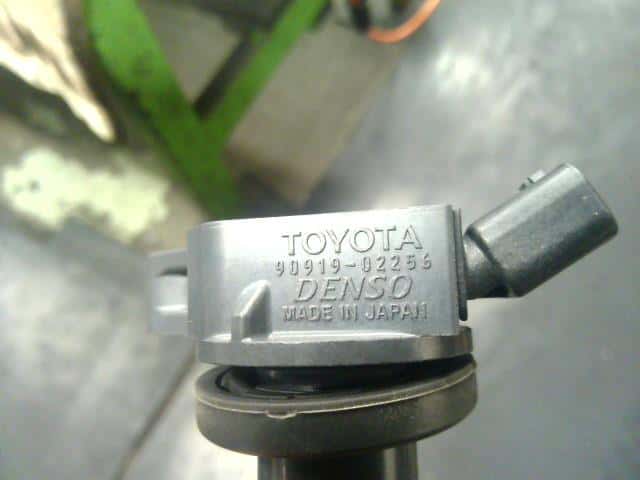 TOYOTA
90919-02256
DENSO
MADE IN JAPAN